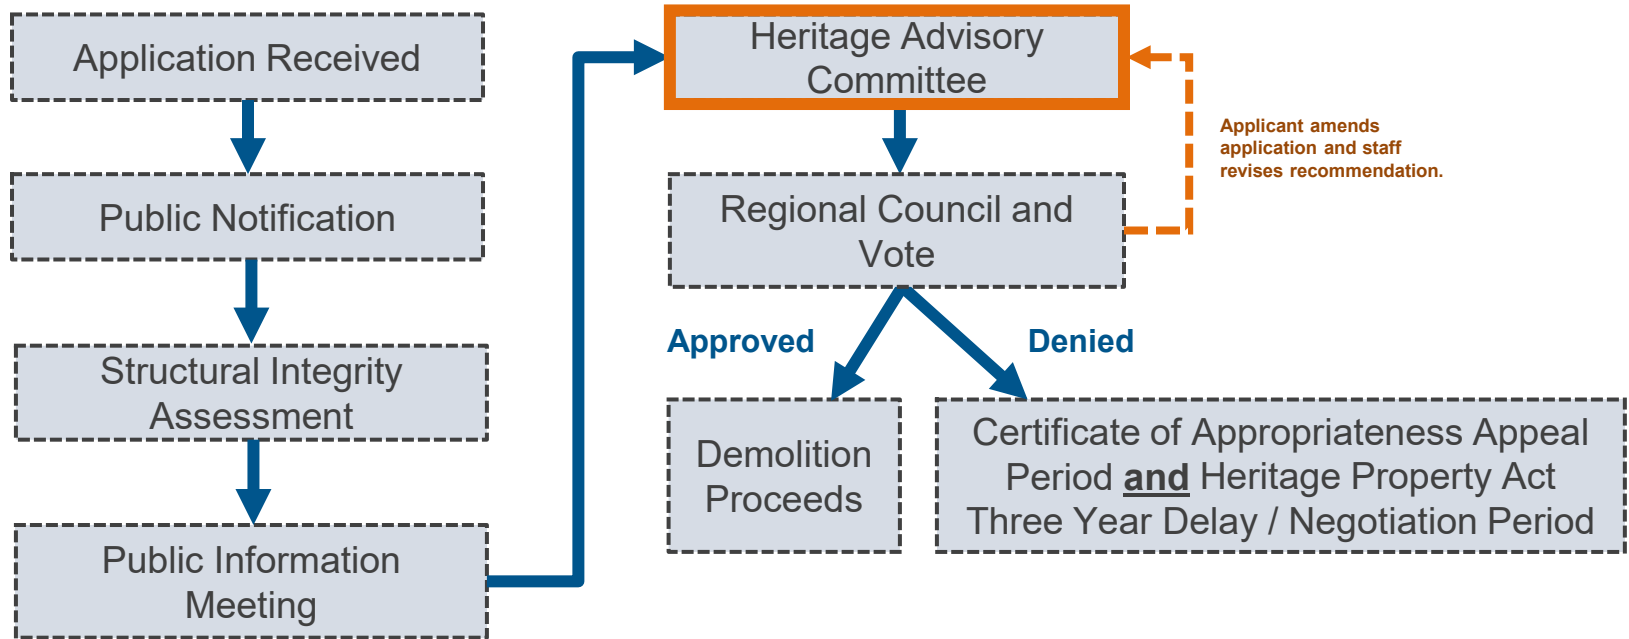 Application Received
Public Notification
Structural Integrity
Assessment
Public Information
Meeting
Heritage Advisory
Committee
Applicant amends
application and staff
revises recommendation.
Regional Council and
Vote
Approved
Denied
Demolition
Proceeds
Certificate of Appropriateness Appeal
Period and Heritage Property Act
Three Year Delay / Negotiation Period